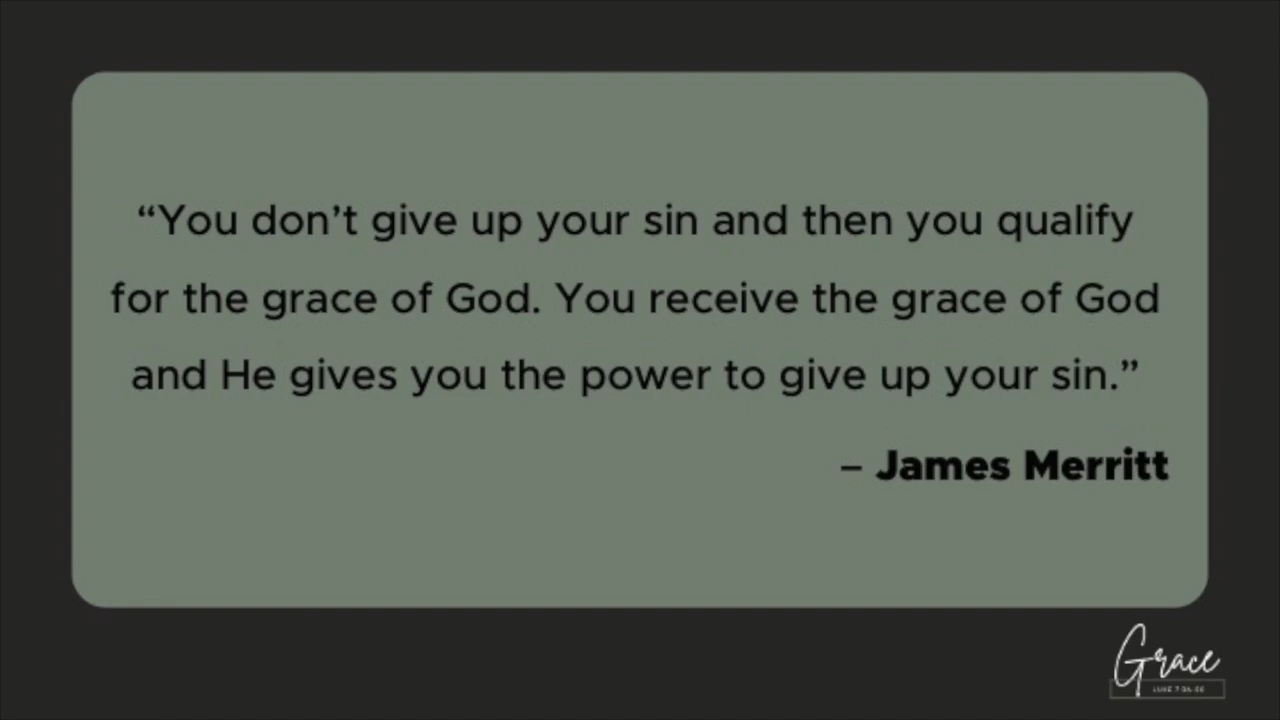 “You don’t give up your sin and then you qualify
for the grace of God. You receive the grace of God
and He gives you the power to give up your sin.”
– James Merritt
Grace
LUKE